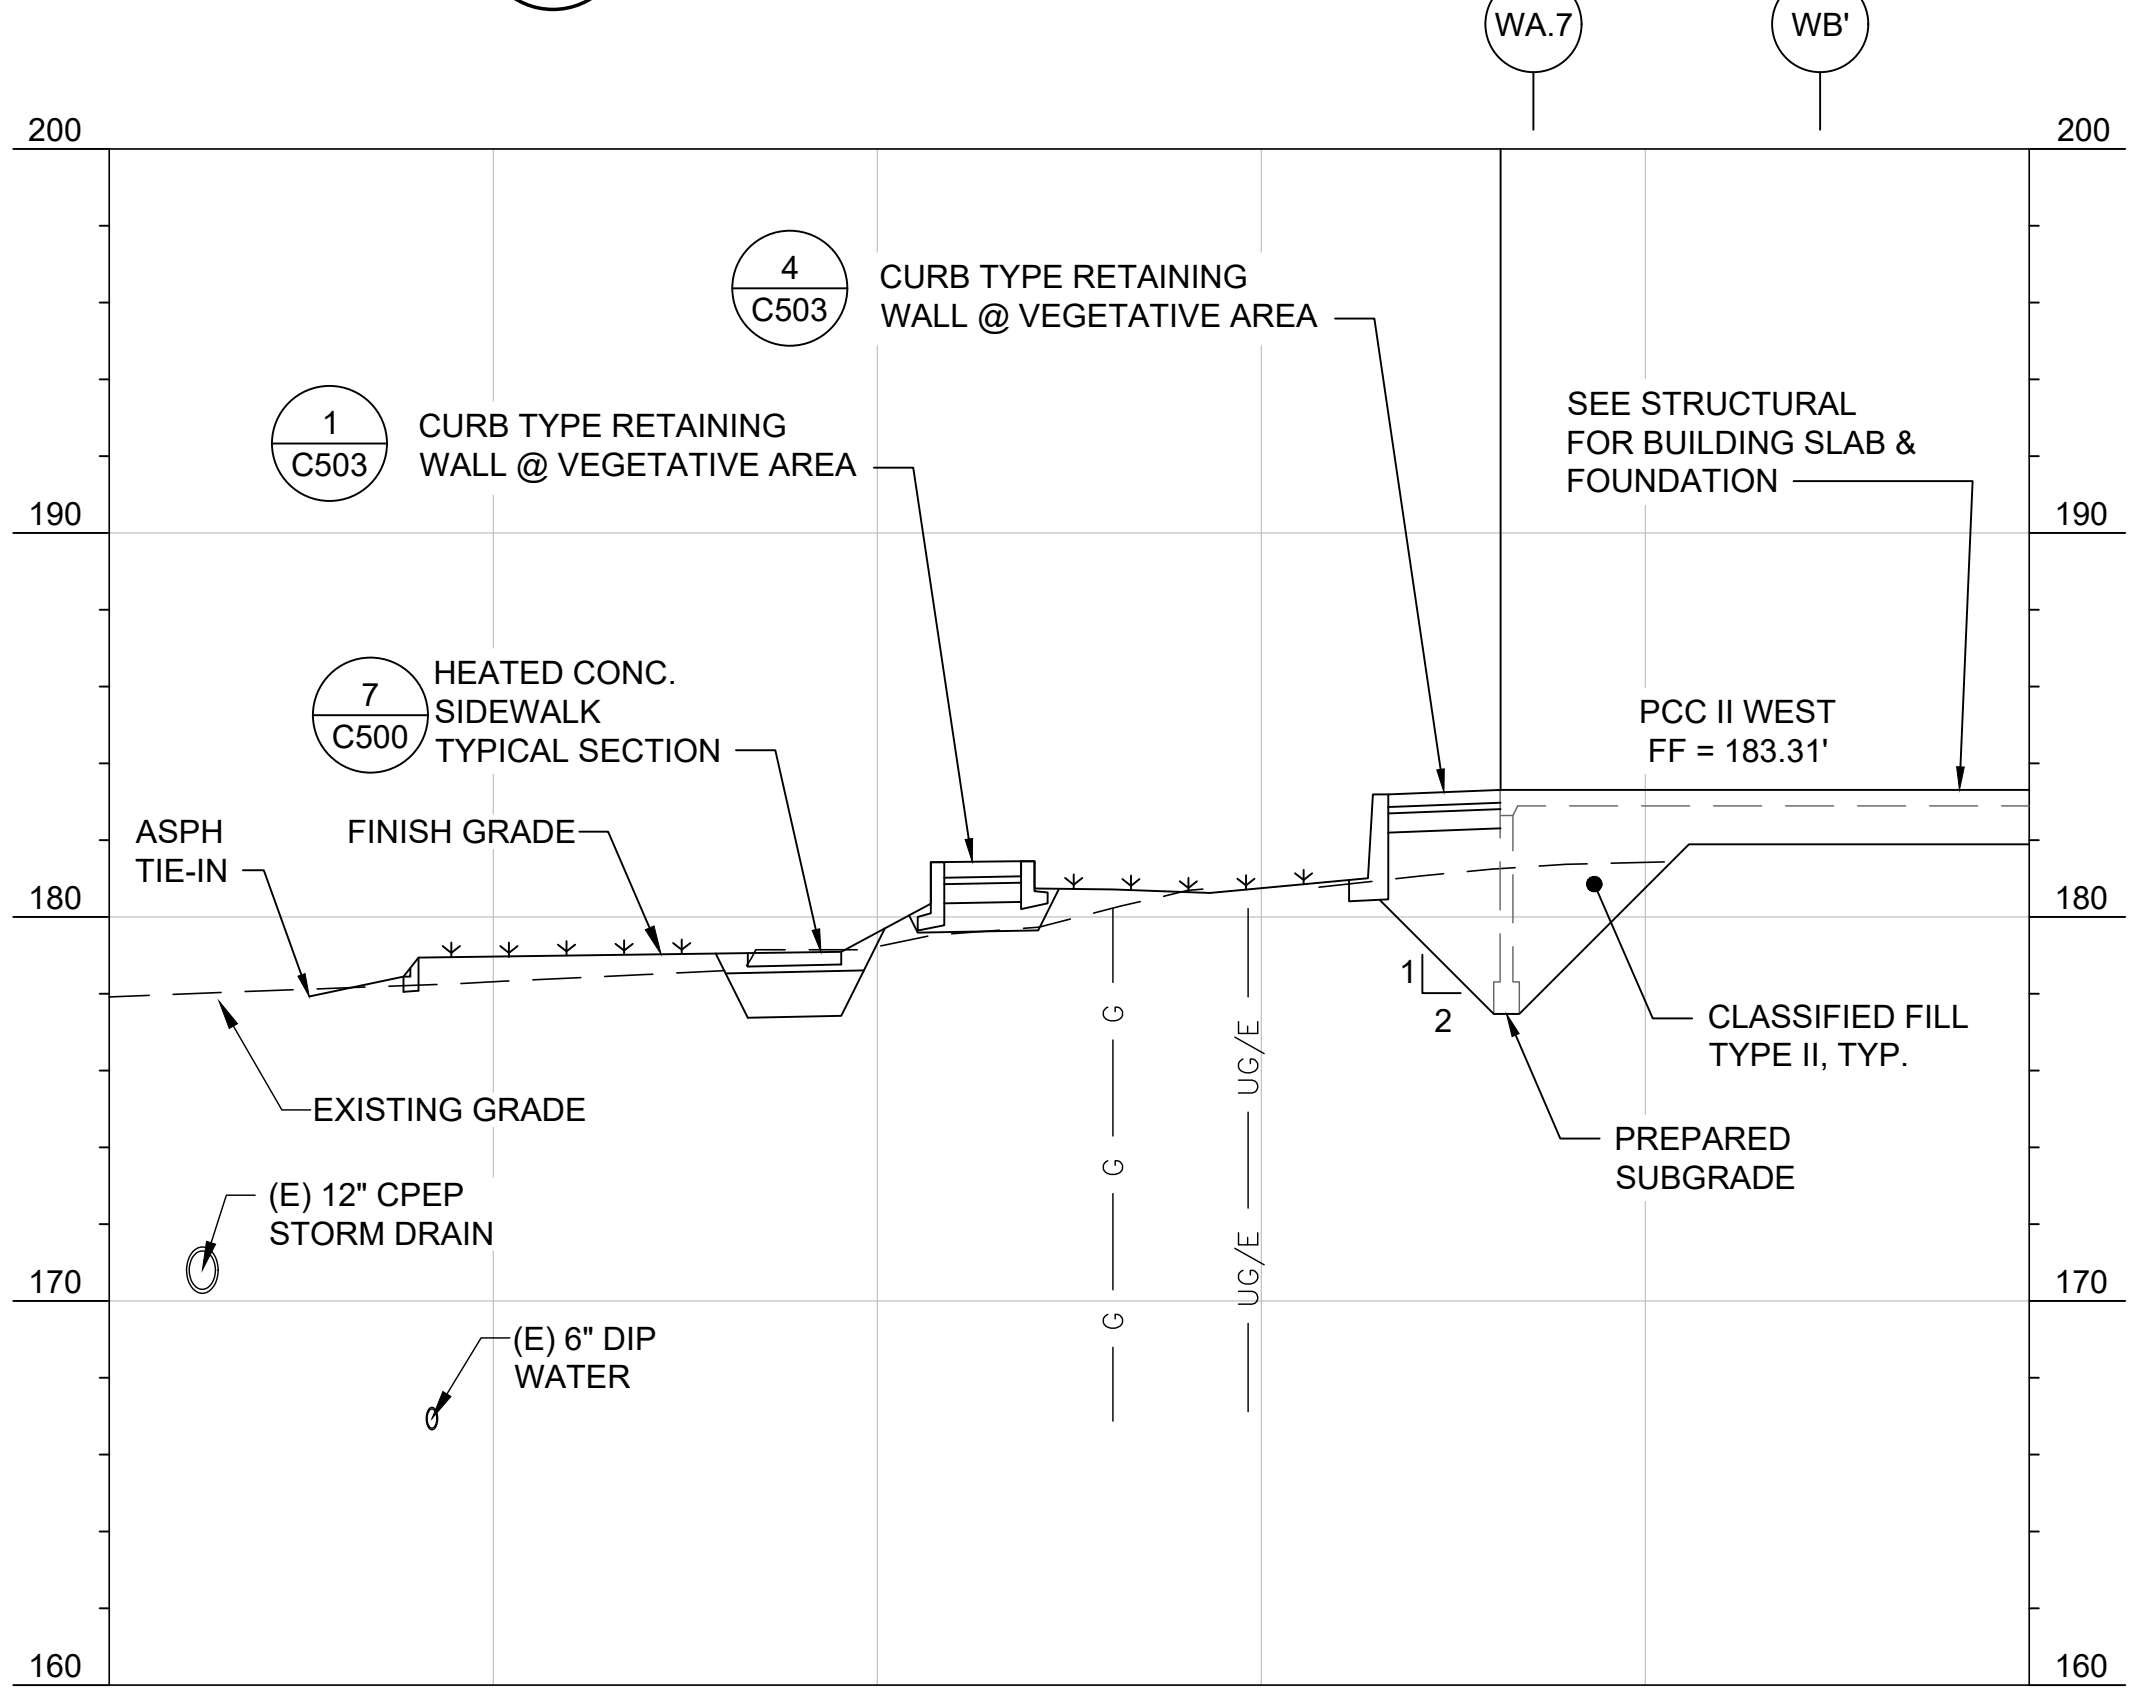 WA.7
WB'
200
200
4
C503
CURB TYPE RETAINING
WALL @ VEGETATIVE AREA
1
C503
CURB TYPE RETAINING
WALL @ VEGETATIVE AREA
SEE STRUCTURAL
FOR BUILDING SLAB &
FOUNDATION
190
190
7
C500
HEATED CONC.
SIDEWALK
TYPICAL SECTION
PCC II WEST
FF = 183.31'
ASPH
TIE-IN
FINISH GRADE
180
180
1
2
G
UG/E
CLASSIFIED FILL
TYPE II, TYP.
EXISTING GRADE
PREPARED
SUBGRADE
G
(E) 12" CPEP
STORM DRAIN
UG/E
170
170
G
(E) 6" DIP
WATER
160
160